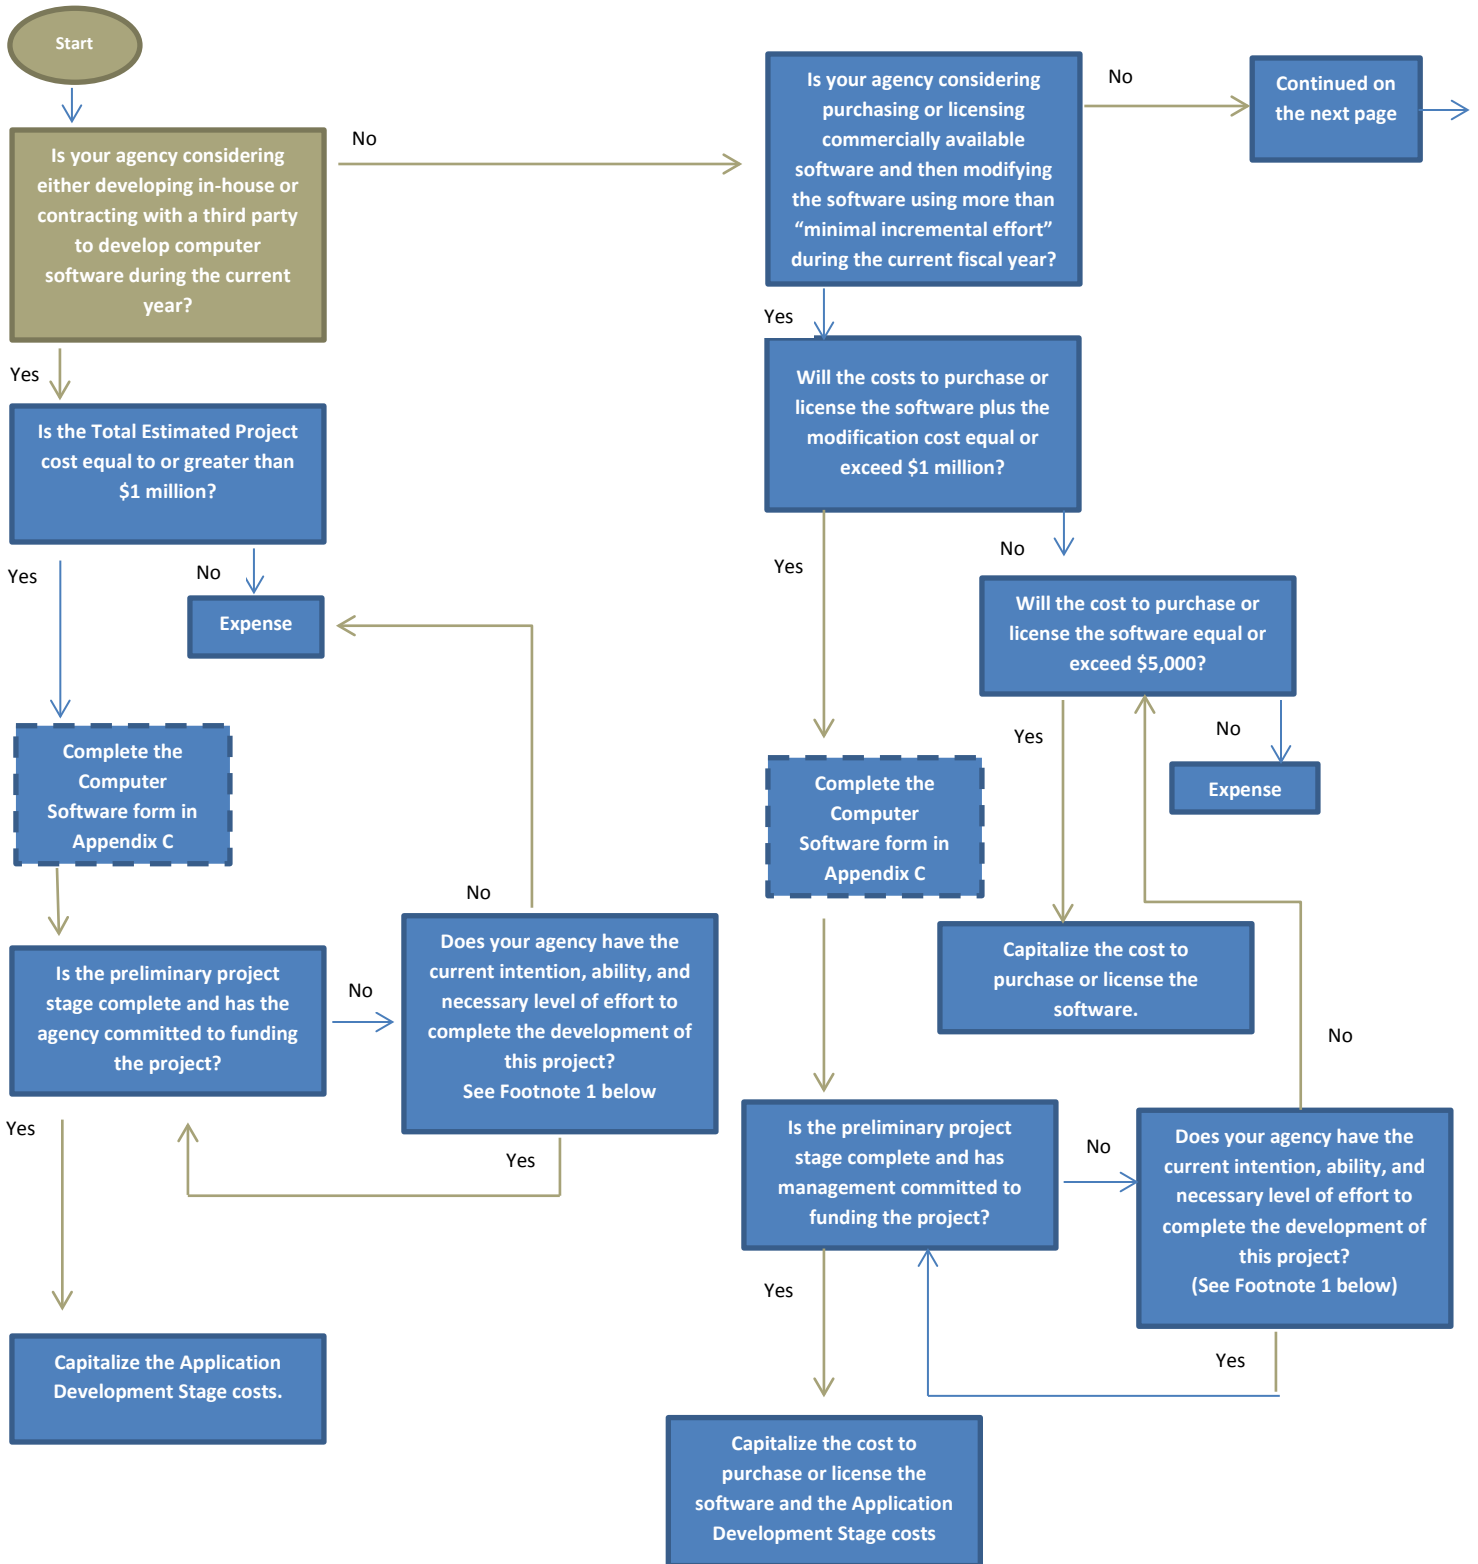 Start
Is your agency considering
either developing in-house or
contracting with a third party
to develop computer
software during the current
year?
No
Yes
Is the Total Estimated Project
cost equal to or greater than
$1 million?
Yes
No
Expense
Complete the
Computer
Software form in
Appendix C
Is the preliminary project
stage complete and has the
agency committed to funding
the project?
No
Does your agency have the
current intention, ability, and
necessary level of effort to
complete the development of
this project?
See Footnote 1 below
No
Yes
Yes
Capitalize the Application
Development Stage costs.
Is your agency considering
purchasing or licensing
commercially available
software and then modifying
the software using more than
“minimal incremental effort”
during the current fiscal year?
No
Continued on
the next page
Yes
Will the costs to purchase or
license the software plus the
modification cost equal or
exceed $1 million?
Yes
No
Will the cost to purchase or
license the software equal or
exceed $5,000?
Yes
No
Expense
Capitalize the cost to
purchase or license the
software.
Complete the
Computer
Software form in
Appendix C
Is the preliminary project
stage complete and has
management committed to
funding the project?
No
Does your agency have the
current intention, ability, and
necessary level of effort to
complete the development of
this project?
(See Footnote 1 below)
No
Yes
Yes
Capitalize the cost to
purchase or license the
software and the Application
Development Stage costs